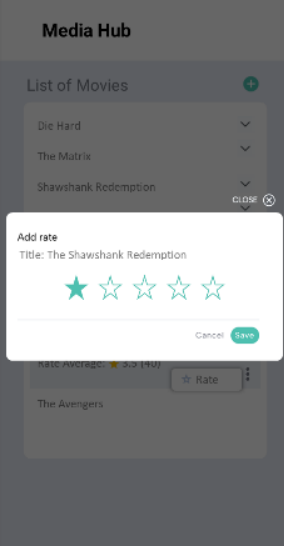 Media Hub
List of Movies
Die Hard
The Matrix
Shawshank Redemption
CLOSE
Add rate
Title: The Shawshank Redemption
Cancel Save
Rate Average: 3.5 (40)
Rate
The Avengers